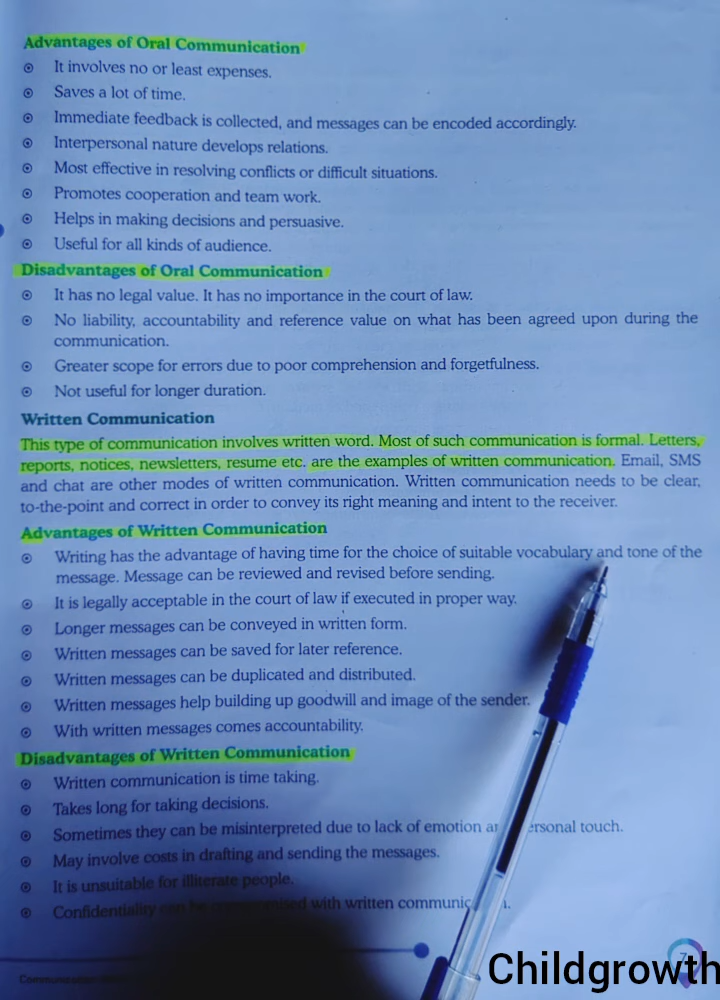 Advantages of Oral Communication
It involves no or least expenses.
Saves a lot of time.
Immediate feedback is collected, and messages can be encoded accordingly.
Interpersonal nature develops relations.
Most effective in resolving conflicts or difficult situations.
Promotes cooperation and team work.
Helps in making decisions and persuasive.
Useful for all kinds of audience.
Disadvantages of Oral Communication
It has no legal value. It has no importance in the court of law.
No liability, accountability and reference value on what has been agreed upon during the
communication.
Greater scope for errors due to poor comprehension and forgetfulness.
Not useful for longer duration.
Written Communication
This type of communication involves written word. Most of such communication is formal. Letters,
reports, notices, newsletters, resume etc. are the examples of written communication. Email, SMS
and chat are other modes of written communication. Written communication needs to be clear,
to-the-point and correct in order to convey its right meaning and intent to the receiver.
Advantages of Written Communication
Writing has the advantage of having time for the choice of suitable vocabulary and tone of the
message. Message can be reviewed and revised before sending.
It is legally acceptable in the court of law if executed in proper way.
Longer messages can be conveyed in written form.
Written messages can be saved for later reference.
Written messages can be duplicated and distributed.
Written messages help building up goodwill and image of the sender.
With written messages comes accountability.
Disadvantages of Written Communication
Written communication is time taking.
Takes long for taking decisions.
Sometimes they can be misinterpreted due to lack of emotion ersonal touch.
May involve costs in drafting and sending the messages.
It is unsuitable for illiterate people.
Confidentiality can be with written communic
Childgrowth